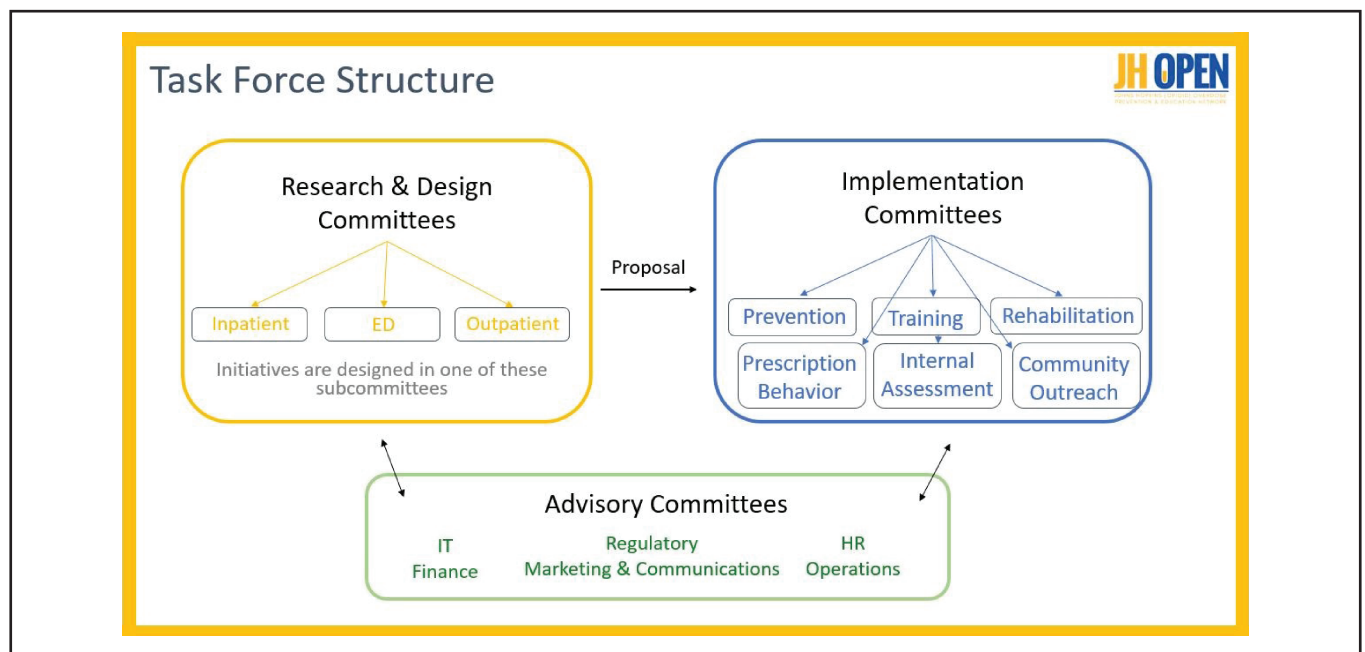 Task Force Structure
JH OPEN
Research & Design
Committees
Inpatient
ED
Outpatient
Initiatives are designed in one of these
subcommittees
Proposal
Implementation
Committees
Prevention
Training
Rehabilitation
Prescription
Behavior
Internal
Assessment
Community
Outreach
Advisory Committees
IT
Finance
Regulatory
Marketing & Communications
HR
Operations